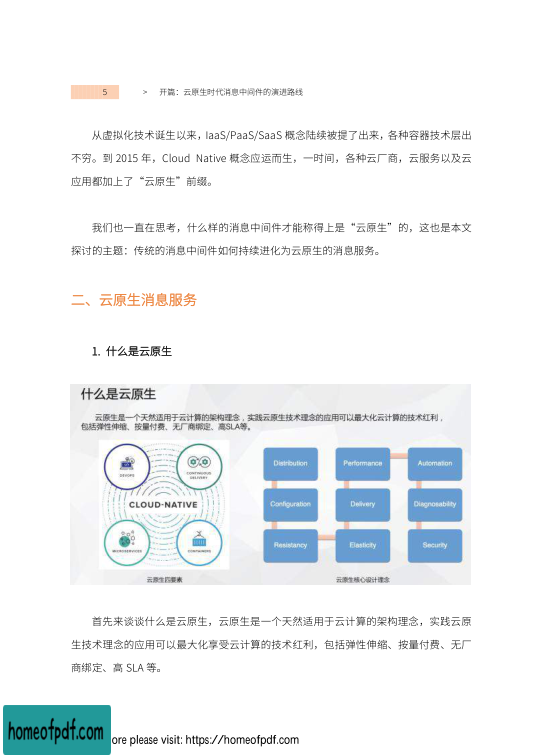 5 > 开篇：云原生时代消息中间件的演进路线
从虚拟化技术诞生以来，IaaS/PaaS/SaaS 概念陆续被提了出来，各种容器技术层出
不穷。到 2015 年，Cloud Native 概念应运而生，一时间，各种云厂商，云服务以及云
应用都加上了“云原生”前缀。
我们也一直在思考，什么样的消息中间件才能称得上是“云原生”的，这也是本文
探讨的主题：传统的消息中间件如何持续进化为云原生的消息服务。
二、云原生消息服务
1. 什么是云原生
什么是云原生
云原生是一个天然适用于云计算的架构理念，实践云原生技术理念的应用可以最大化云计算的技术红利，
包括弹性伸缩、按量付费、无厂商绑定、高SLA等。
DEVOPS
CONTINUOUS
DELIVERY
CLOUD-NATIVE
MICROSERVICES
CONTAINERS
云原生四要素
Distribution
Performance
Automation
Configuration
Delivery
Diagnosability
Resistancy
Elasticity
Security
云原生核心设计理念
首先来谈谈什么是云原生，云原生是一个天然适用于云计算的架构理念，实践云原
生技术理念的应用可以最大化享受云计算的技术红利，包括弹性伸缩、按量付费、无厂
商绑定、高 SLA 等。
homeofpdf.com
ore please visit: https://homeofpdf.com